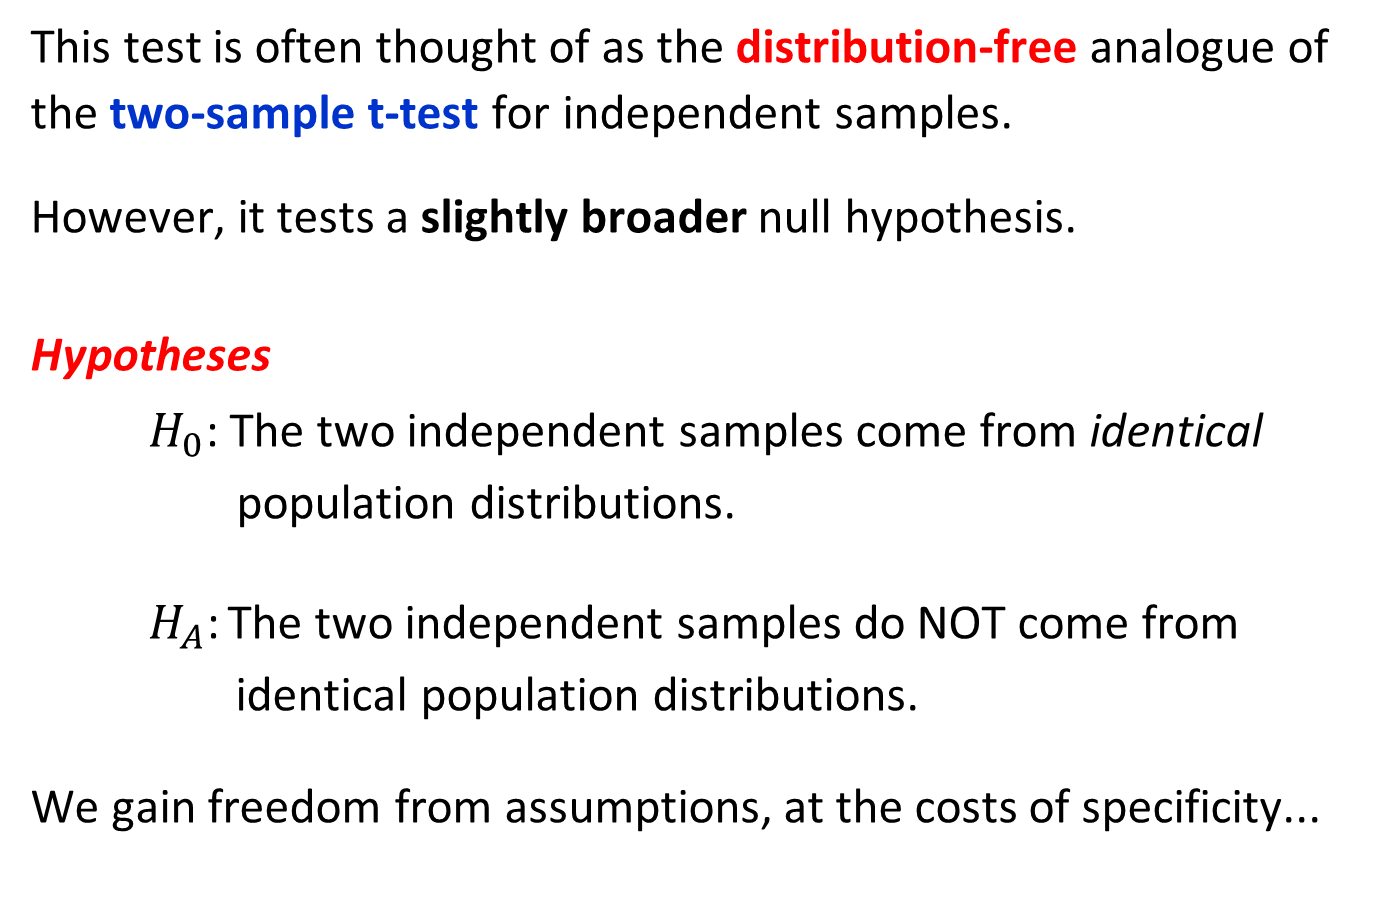 This test is often thought of as the distribution-free analogue of
the two-sample t-test for independent samples.
However, it tests a slightly broader null hypothesis.
Hypotheses
H₀: The two independent samples come from identical
population distributions.
H_A: The two independent samples do NOT come from
identical population distributions.
We gain freedom from assumptions, at the costs of specificity...